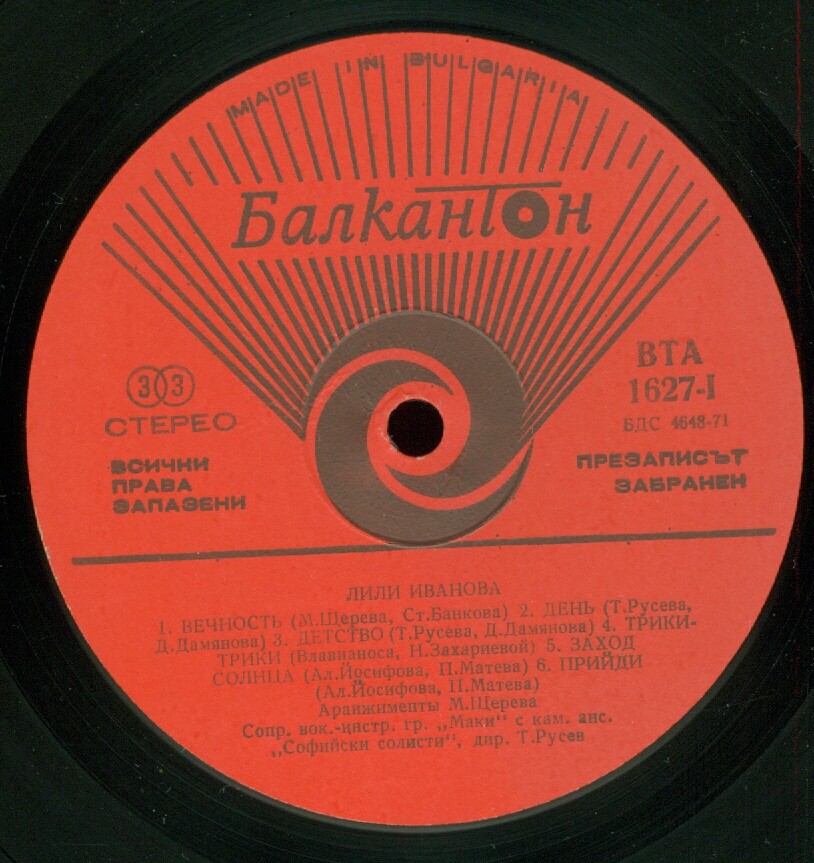 MADE IN BULGARIA
Балкантон
33
СТЕРЕО
ВСИЧКИ
ПРАВА
ЗАПАЗЕНИ
ВТА
1627-I
БДС 4648-71
ПРЕЗАПИСЪТ
ЗАБРАНЕН
ЛИЛИ ИВАНОВА
1. ВЕЧНОСТЬ (М.Щерева, Ст.Банкова) 2. ДЕНЬ (Т.Русева,
Д.Дамянова) 3. ДЕТСТВО (Т.Русева, Д.Дамянова) 4. ТРИКИ-
ТРИКИ (Влавианоса, Н.Захариевой) 5. ЗАХОД
СОЛНЦА (Ал.Йосифова, П.Матева) 6. ПРИЙДИ
(Ал.Йосифова, П.Матева)
Аранжименты М.Щерева
Сопр. вок.-инстр. гр. „Маки“ с кам. анс.
„Софийски солисти“, дир. Т.Русев